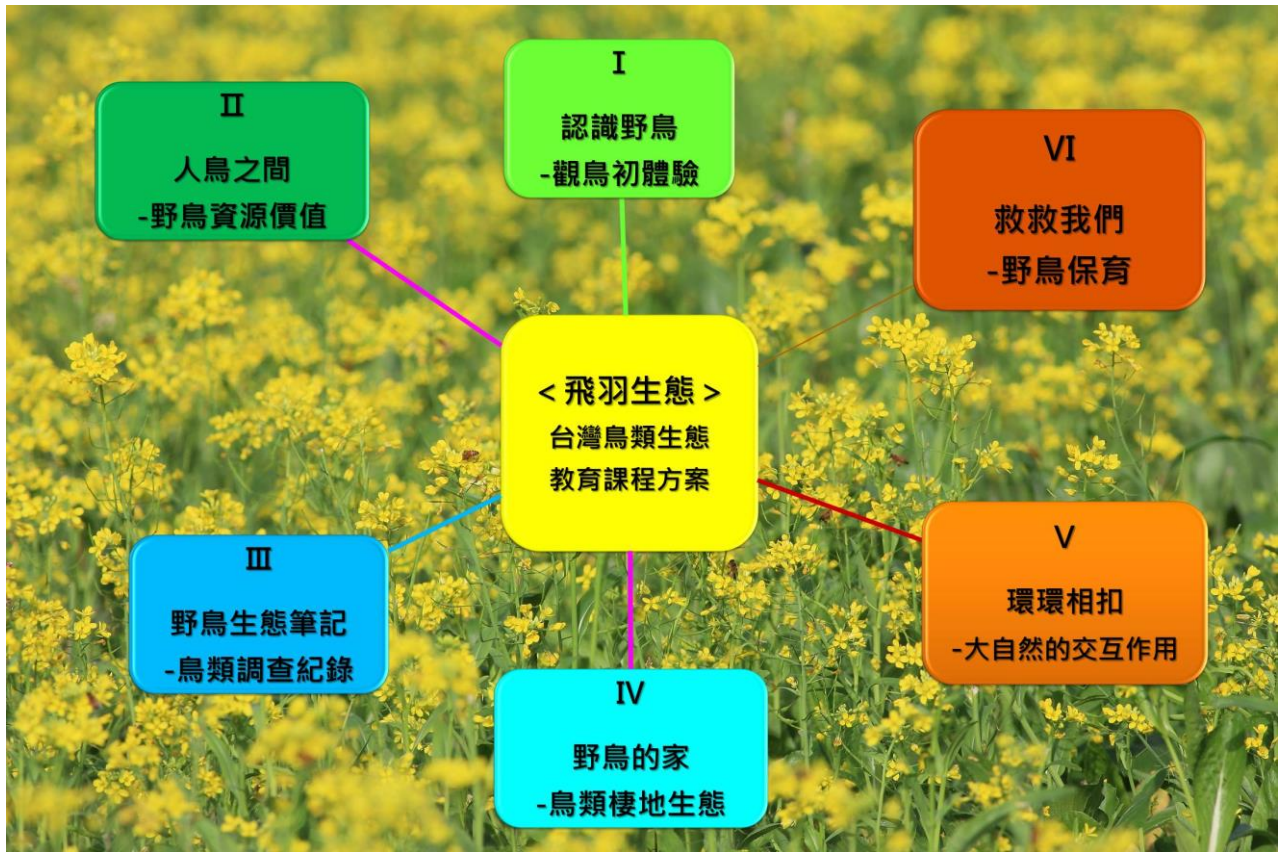 ＜飛羽生態＞
台灣鳥類生態
教育課程方案
I
認識野鳥
-觀鳥初體驗
II
人鳥之間
-野鳥資源價值
III
野鳥生態筆記
-鳥類調查紀錄
IV
野鳥的家
-鳥類棲地生態
V
環環相扣
-大自然的交互作用
VI
救救我們
-野鳥保育